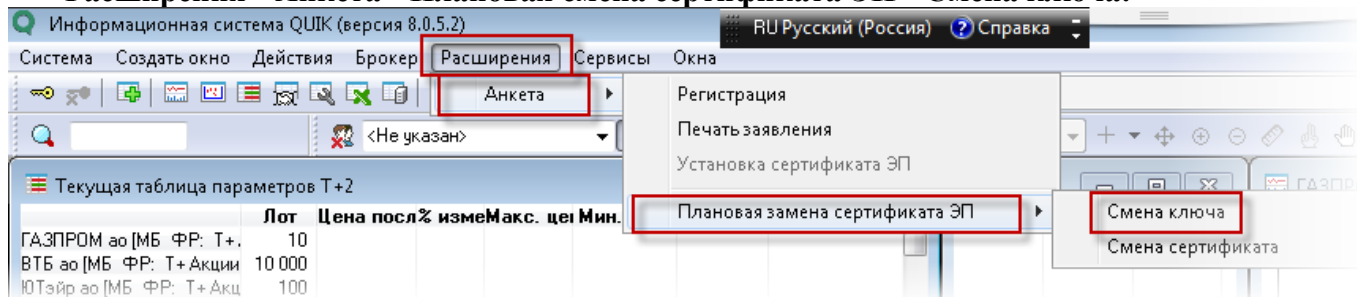 Информационная система QUIK (версия 8.0.5.2)
RU Русский (Россия) Справка
Система Создать окно Действия Брокер Расширения Сервисы Окна
Анкета
Регистрация
Печать заявления
<Не указан>
Установка сертификата ЭП
Текущая таблица параметров Т+2
ГАЗПР
Плановая замена сертификата ЭП
Смена ключа
Смена сертификата
Лот Цена посл % изме Макс. цен Мин.
ГАЗПРОМ ао [МБ ФР: Т+. 10
ВТБ ао [МБ ФР: Т+ Акции 10 000
ЮТэйр ао [МБ ФР: Т+ Акц 100